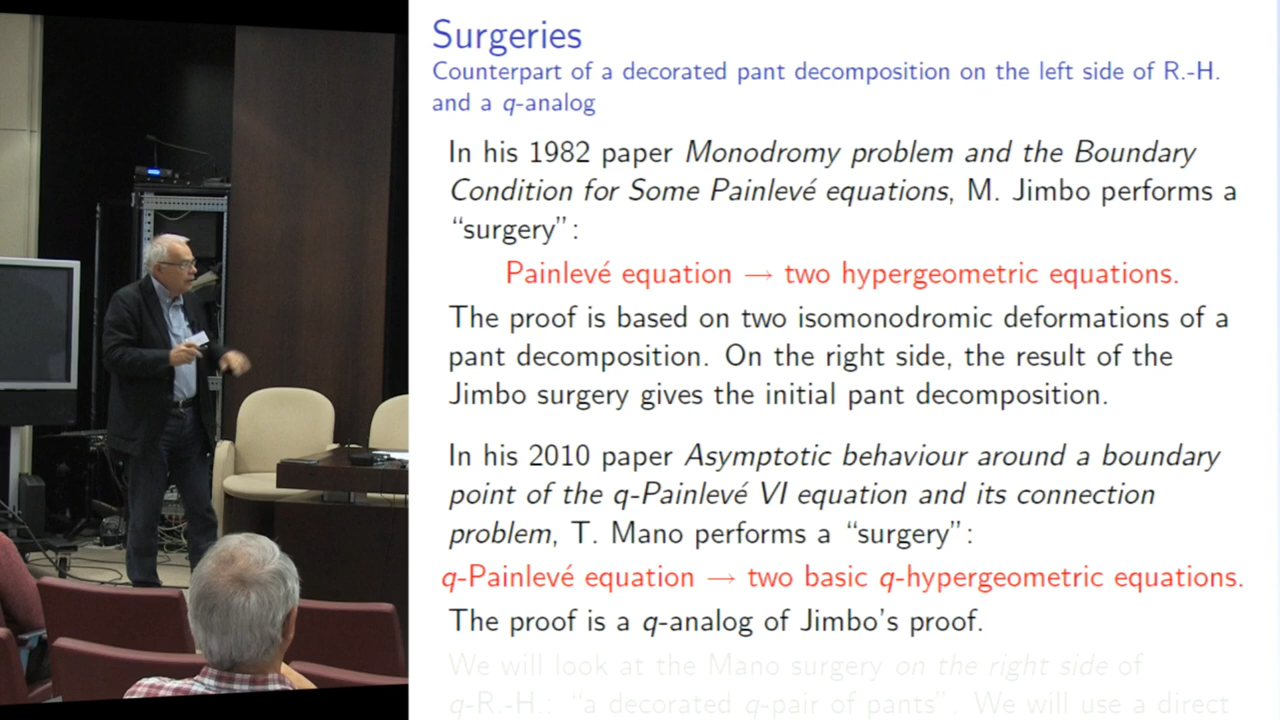 Surgeries
Counterpart of a decorated pant decomposition on the left side of R.-H.
and a q-analog
In his 1982 paper Monodromy problem and the Boundary
Condition for Some Painlevé equations, M. Jimbo performs a
“surgery”:
Painlevé equation → two hypergeometric equations.
The proof is based on two isomonodromic deformations of a
pant decomposition. On the right side, the result of the
Jimbo surgery gives the initial pant decomposition.
In his 2010 paper Asymptotic behaviour around a boundary
point of the q-Painlevé VI equation and its connection
problem, T. Mano performs a “surgery”:
q-Painlevé equation → two basic q-hypergeometric equations.
The proof is a q-analog of Jimbo’s proof.
We will look at the Mano surgery on the right side of
q-R.-H.: “a decorated q-pair of pants”. We will use a direct